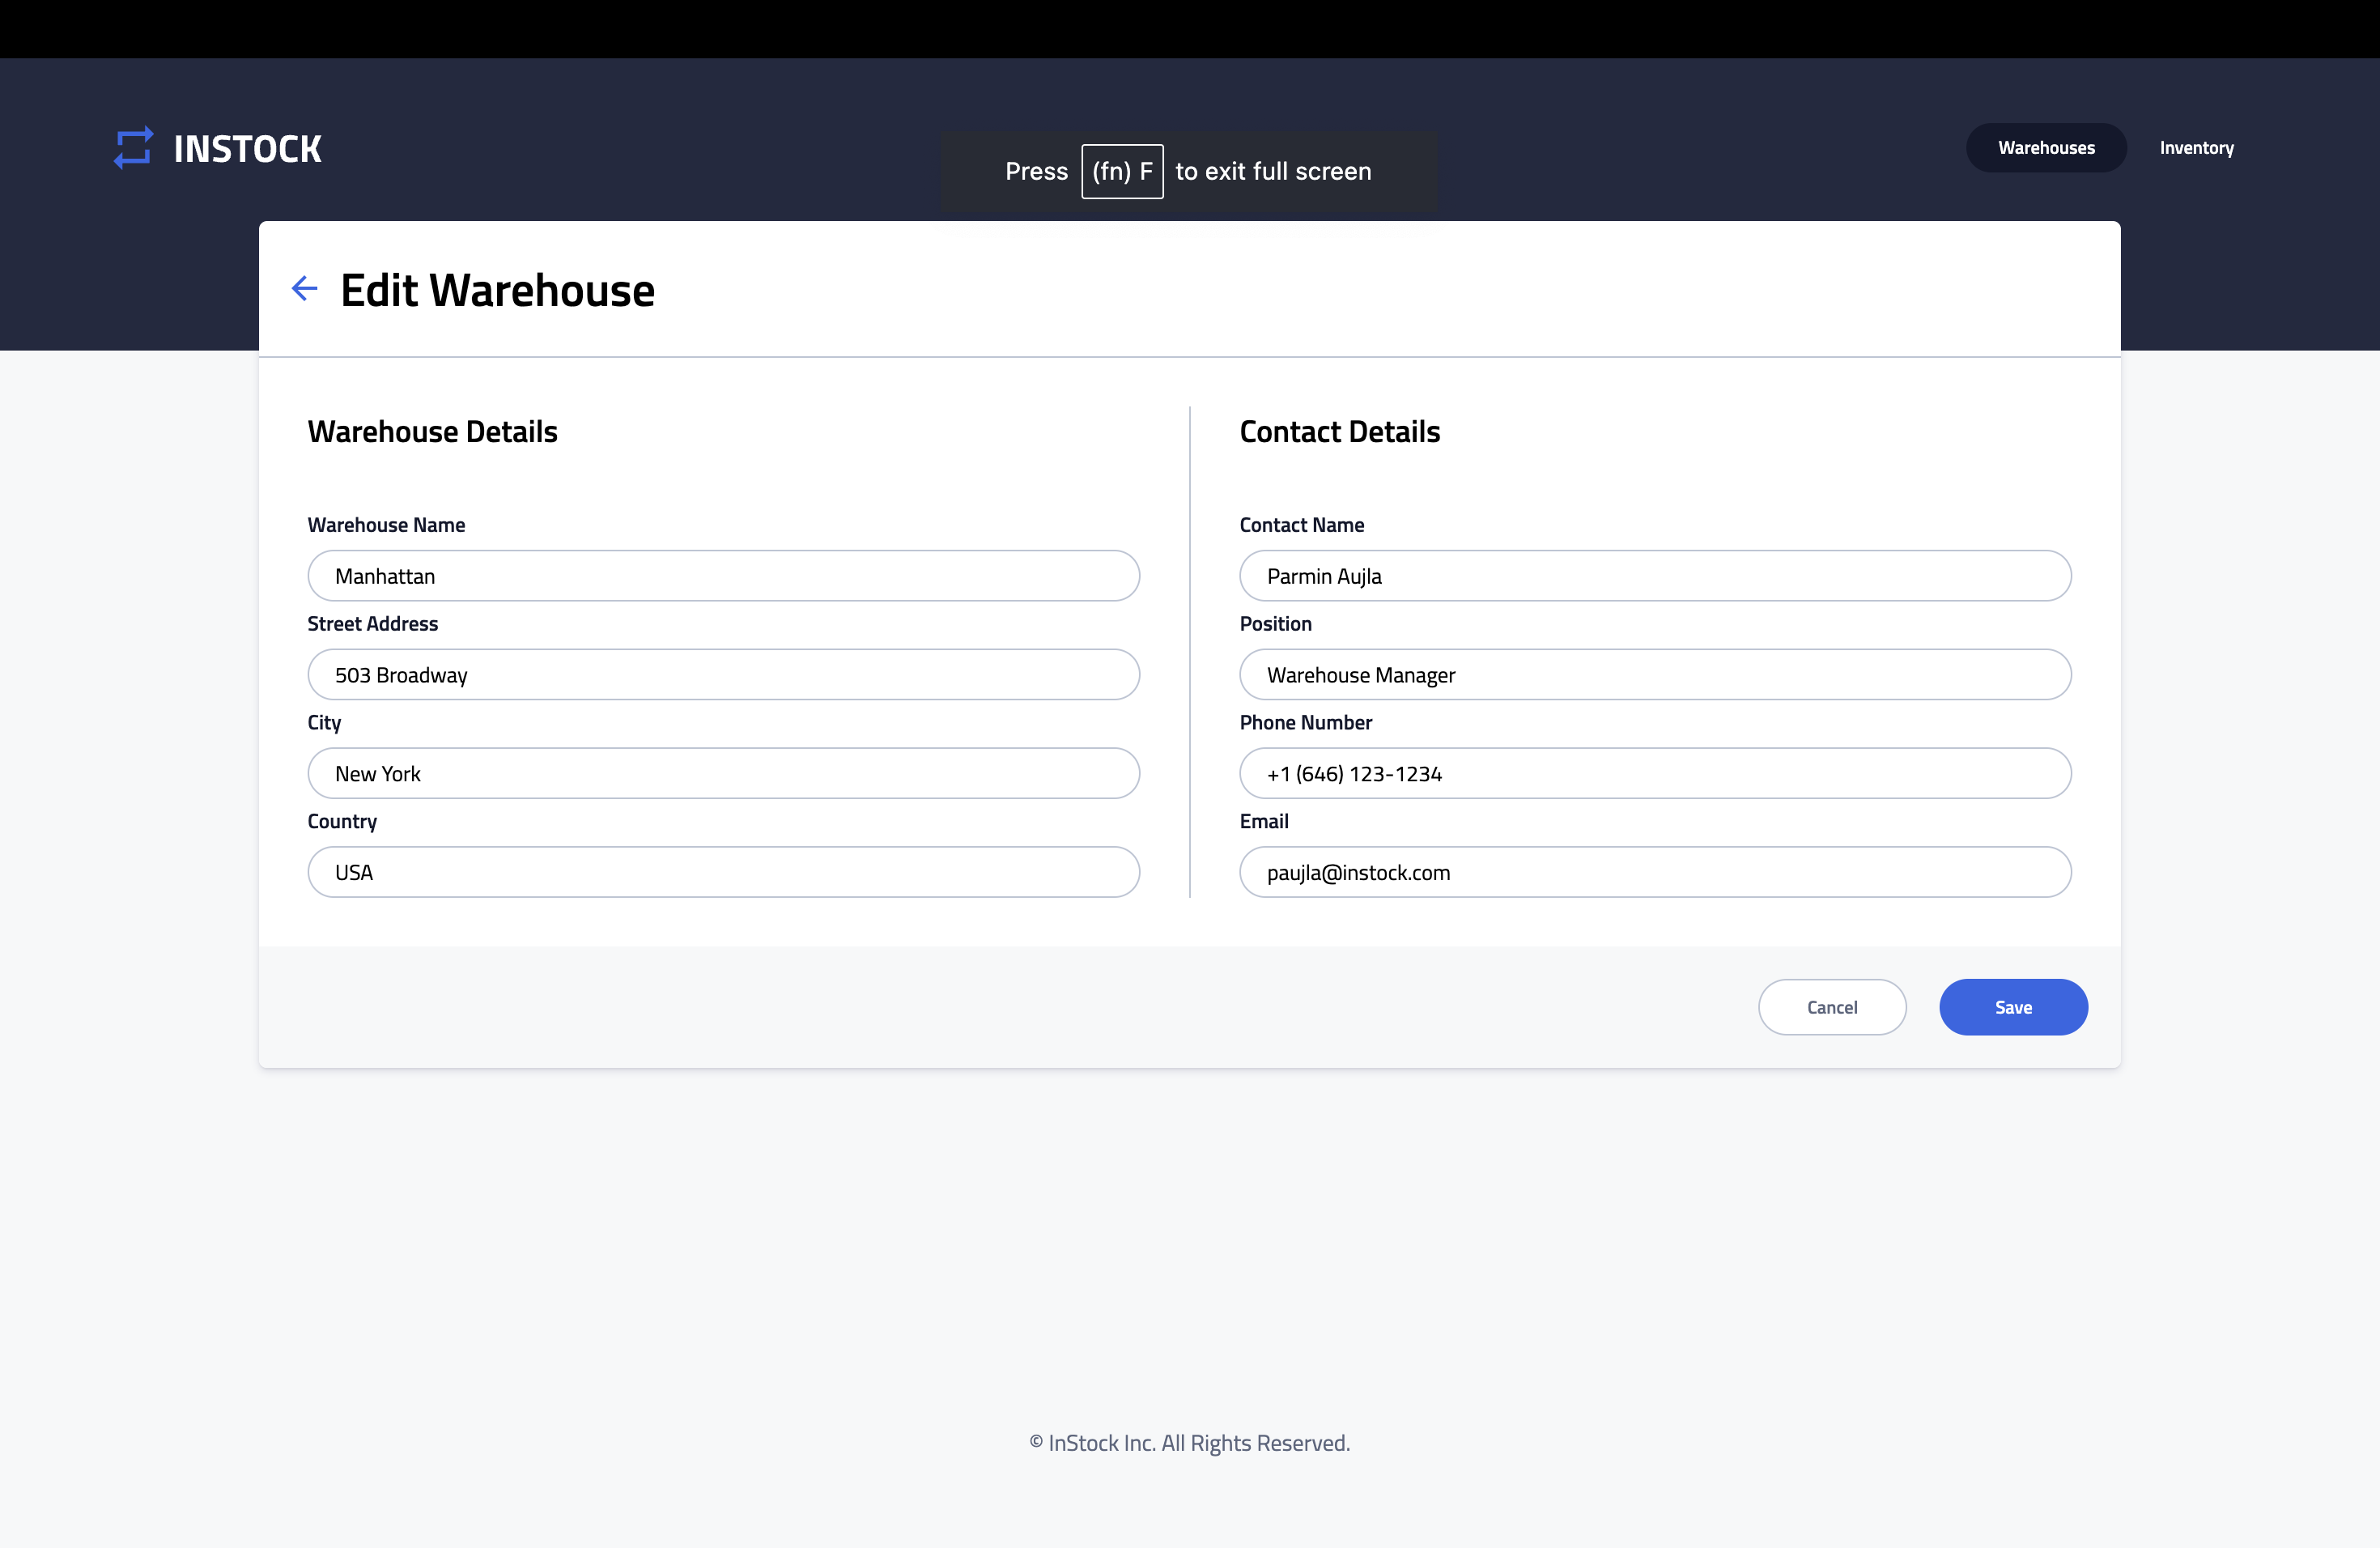 INSTOCK
Press (fn) F to exit full screen
Warehouses
Inventory
Edit Warehouse
Warehouse Details
Warehouse Name
Manhattan
Street Address
503 Broadway
City
New York
Country
USA
Contact Details
Contact Name
Parmin Aujla
Position
Warehouse Manager
Phone Number
+1 (646) 123-1234
Email
paujla@instock.com
Cancel
Save
© InStock Inc. All Rights Reserved.